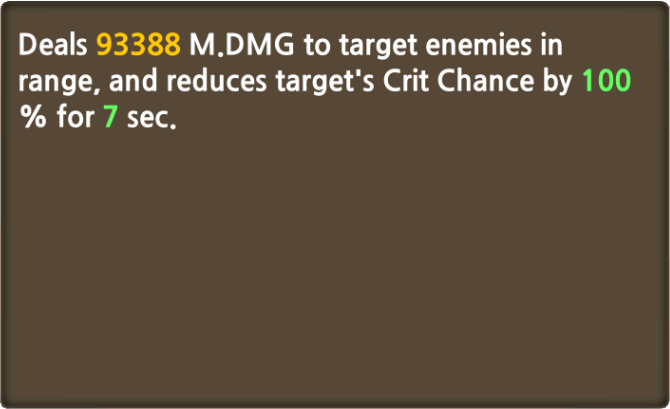 Deals 93388 M.DMG to target enemies in
range, and reduces target's Crit Chance by 100
% for 7 sec.